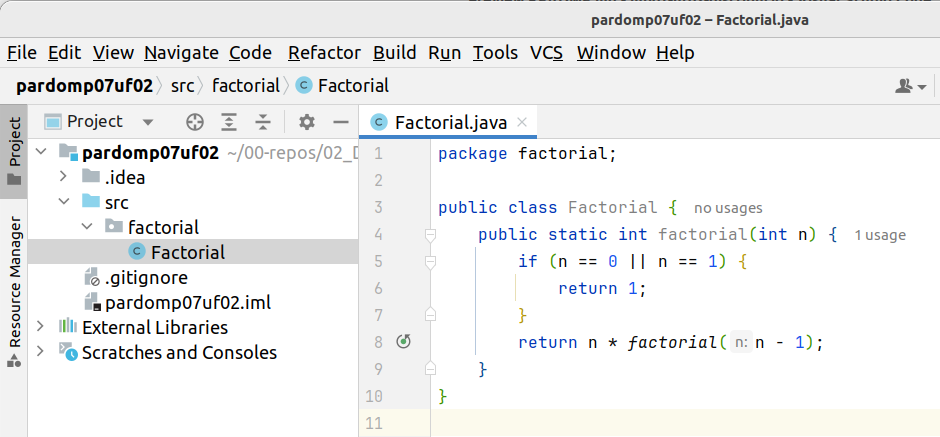 pardomp07uf02 – Factorial.java
File Edit View Navigate Code Refactor Build Run Tools VCS Window Help
pardomp07uf02 src factorial Factorial
Project
Project
Resource Manager
pardomp07uf02 ~/00-repos/02_
.idea
src
factorial
Factorial
.gitignore
pardomp07uf02.iml
External Libraries
Scratches and Consoles
Factorial.java
1 package factorial;
2
3 public class Factorial { no usages
4 public static int factorial(int n) { 1 usage
5 if (n == 0 || n == 1) {
6 return 1;
7 }
8 return n * factorial( n: n - 1);
9 }
10 }
11